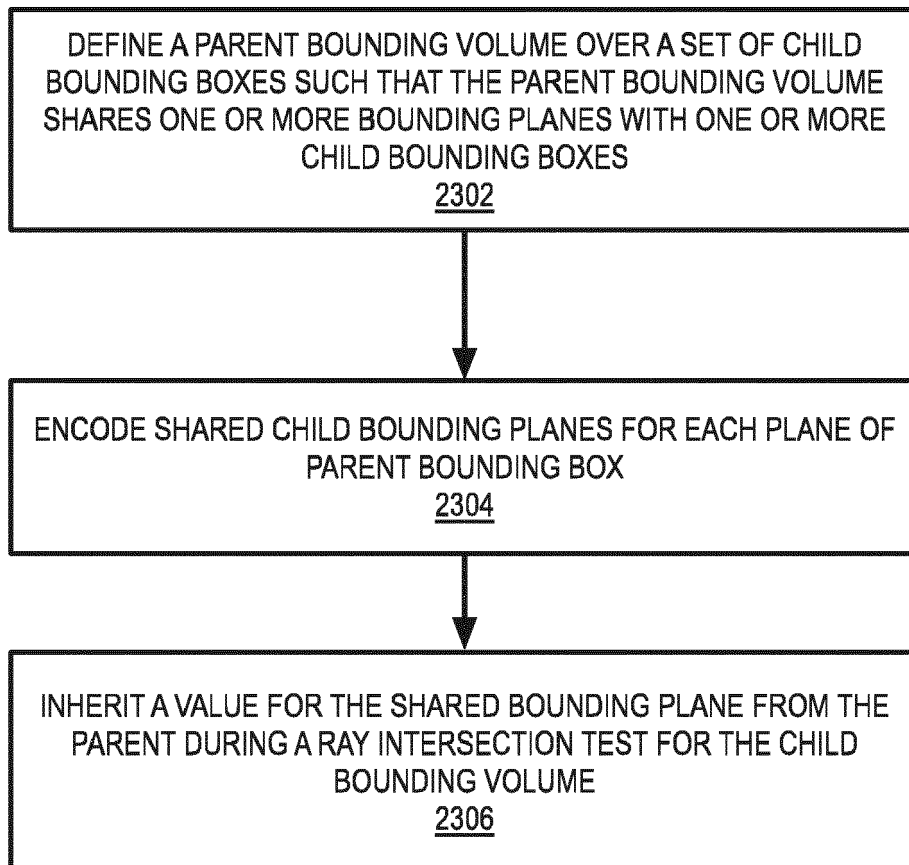 DEFINE A PARENT BOUNDING VOLUME OVER A SET OF CHILD
BOUNDING BOXES SUCH THAT THE PARENT BOUNDING VOLUME
SHARES ONE OR MORE BOUNDING PLANES WITH ONE OR MORE
CHILD BOUNDING BOXES
2302
ENCODE SHARED CHILD BOUNDING PLANES FOR EACH PLANE OF
PARENT BOUNDING BOX
2304
INHERIT A VALUE FOR THE SHARED BOUNDING PLANE FROM THE
PARENT DURING A RAY INTERSECTION TEST FOR THE CHILD
BOUNDING VOLUME
2306